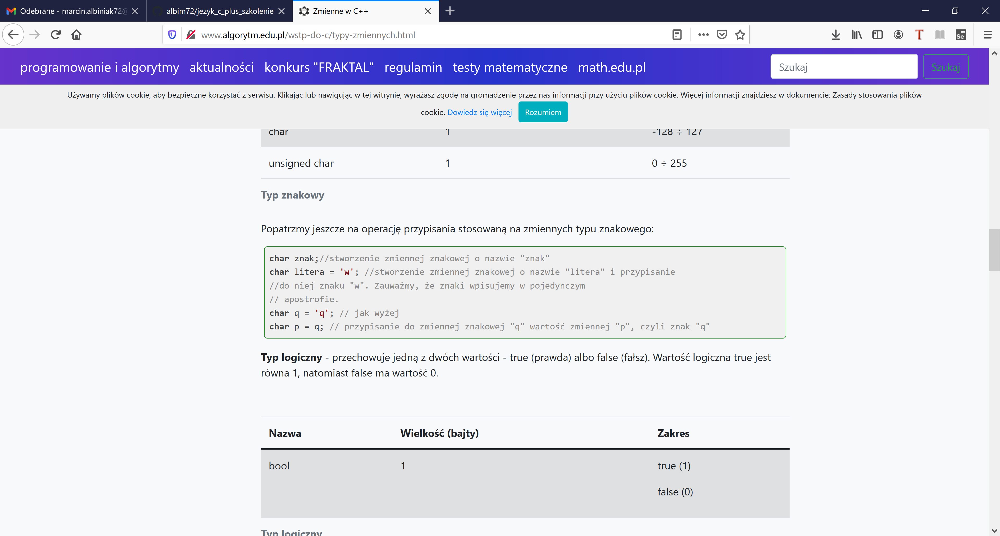 Odebrane - marcin.albiniak72@
albim72/jezyk_c_plus_szkolenie
Zmienne w C++
www.algorytm.edu.pl/wstp-do-c/typy-zmiennych.html
T
Se
programowanie i algorytmy aktualności konkurs "FRAKTAL" regulamin testy matematyczne math.edu.pl
Szukaj
Szukaj
Używamy plików cookie, aby bezpieczne korzystać z serwisu. Klikając lub nawigując w tej witrynie, wyrażasz zgodę na gromadzenie przez nas informacji przy użyciu plików cookie. Więcej informacji znajdziesz w dokumencie: Zasady stosowania plików
cookie. Dowiedz się więcej Rozumiem
char 1 -128 ÷ 127
unsigned char 1 0 ÷ 255
Typ znakowy
Popatrzmy jeszcze na operację przypisania stosowaną na zmiennych typu znakowego:
char znak;//stworzenie zmiennej znakowej o nazwie "znak"
char litera = 'w'; //stworzenie zmiennej znakowej o nazwie "litera" i przypisanie
//do niej znaku "w". Zauważmy, że znaki wpisujemy w pojedynczym
// apostrofie.
char q = 'q'; // jak wyżej
char p = q; // przypisanie do zmiennej znakowej "q" wartość zmiennej "p", czyli znak "q"
Typ logiczny - przechowuje jedną z dwóch wartości - true (prawda) albo false (fałsz). Wartość logiczna true jest
równa 1, natomiast false ma wartość 0.
Nazwa Wielkość (bajty) Zakres
bool 1 true (1)
false (0)
Typ logiczny